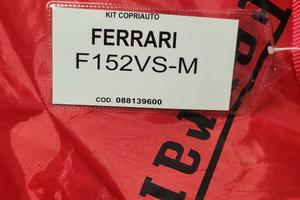 KIT COPRIAUTO
FERRARI
F152VS-M
COD. 088139600